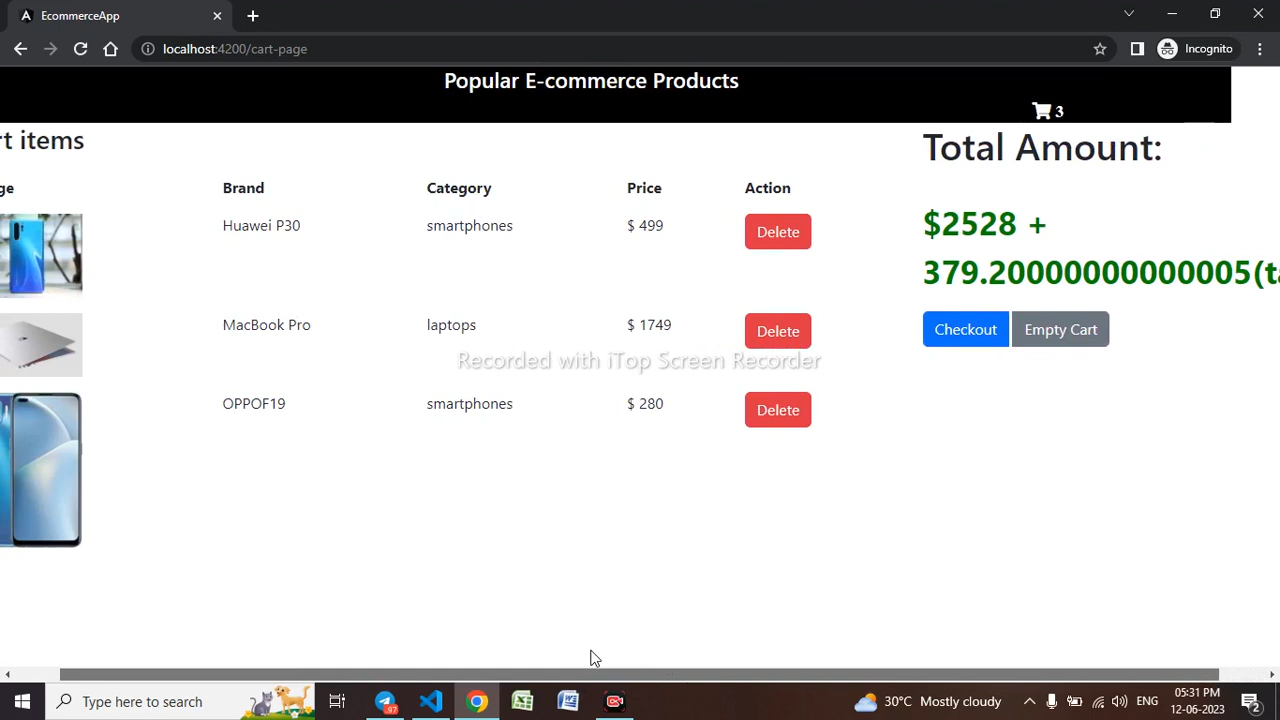 EcommerceApp
localhost:4200/cart-page
Incognito
Popular E-commerce Products
3
rt items
Total Amount:
ge Brand Category Price Action
Huawei P30 smartphones $ 499 Delete
$2528 +
379.20000000000005(ta
MacBook Pro laptops $ 1749 Delete
Checkout Empty Cart
Recorded with iTop Screen Recorder
OPPOF19 smartphones $ 280 Delete
Type here to search
97
30°C Mostly cloudy
ENG
05:31 PM
12-06-2023
2